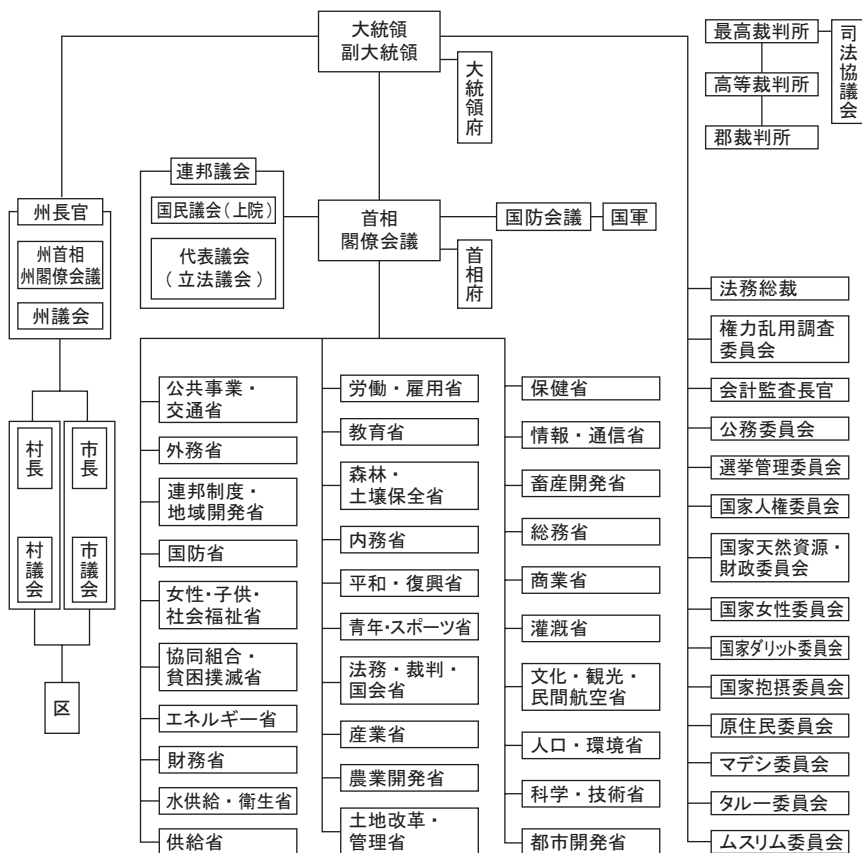 大統領
副大統領
大統領府
最高裁判所
高等裁判所
郡裁判所
司法協議会
連邦議会
国民議会(上院)
代表議会
(立法議会)
首相
閣僚会議
首相府
国防会議
国軍
州長官
州首相
州閣僚会議
州議会
村長
市長
村議会
市議会
区
公共事業・
交通省
外務省
連邦制度・
地域開発省
国防省
女性・子供・
社会福祉省
協同組合・
貧困撲滅省
エネルギー省
財務省
水供給・衛生省
供給省
労働・雇用省
教育省
森林・
土壌保全省
内務省
平和・復興省
青年・スポーツ省
法務・裁判・
国会省
産業省
農業開発省
土地改革・
管理省
保健省
情報・通信省
畜産開発省
総務省
商業省
灌漑省
文化・観光・
民間航空省
人口・環境省
科学・技術省
都市開発省
法務総裁
権力乱用調査
委員会
会計監査長官
公務委員会
選挙管理委員会
国家人権委員会
国家天然資源・
財政委員会
国家女性委員会
国家ダリット委員会
国家抱摂委員会
原住民委員会
マデシ委員会
タルー委員会
ムスリム委員会